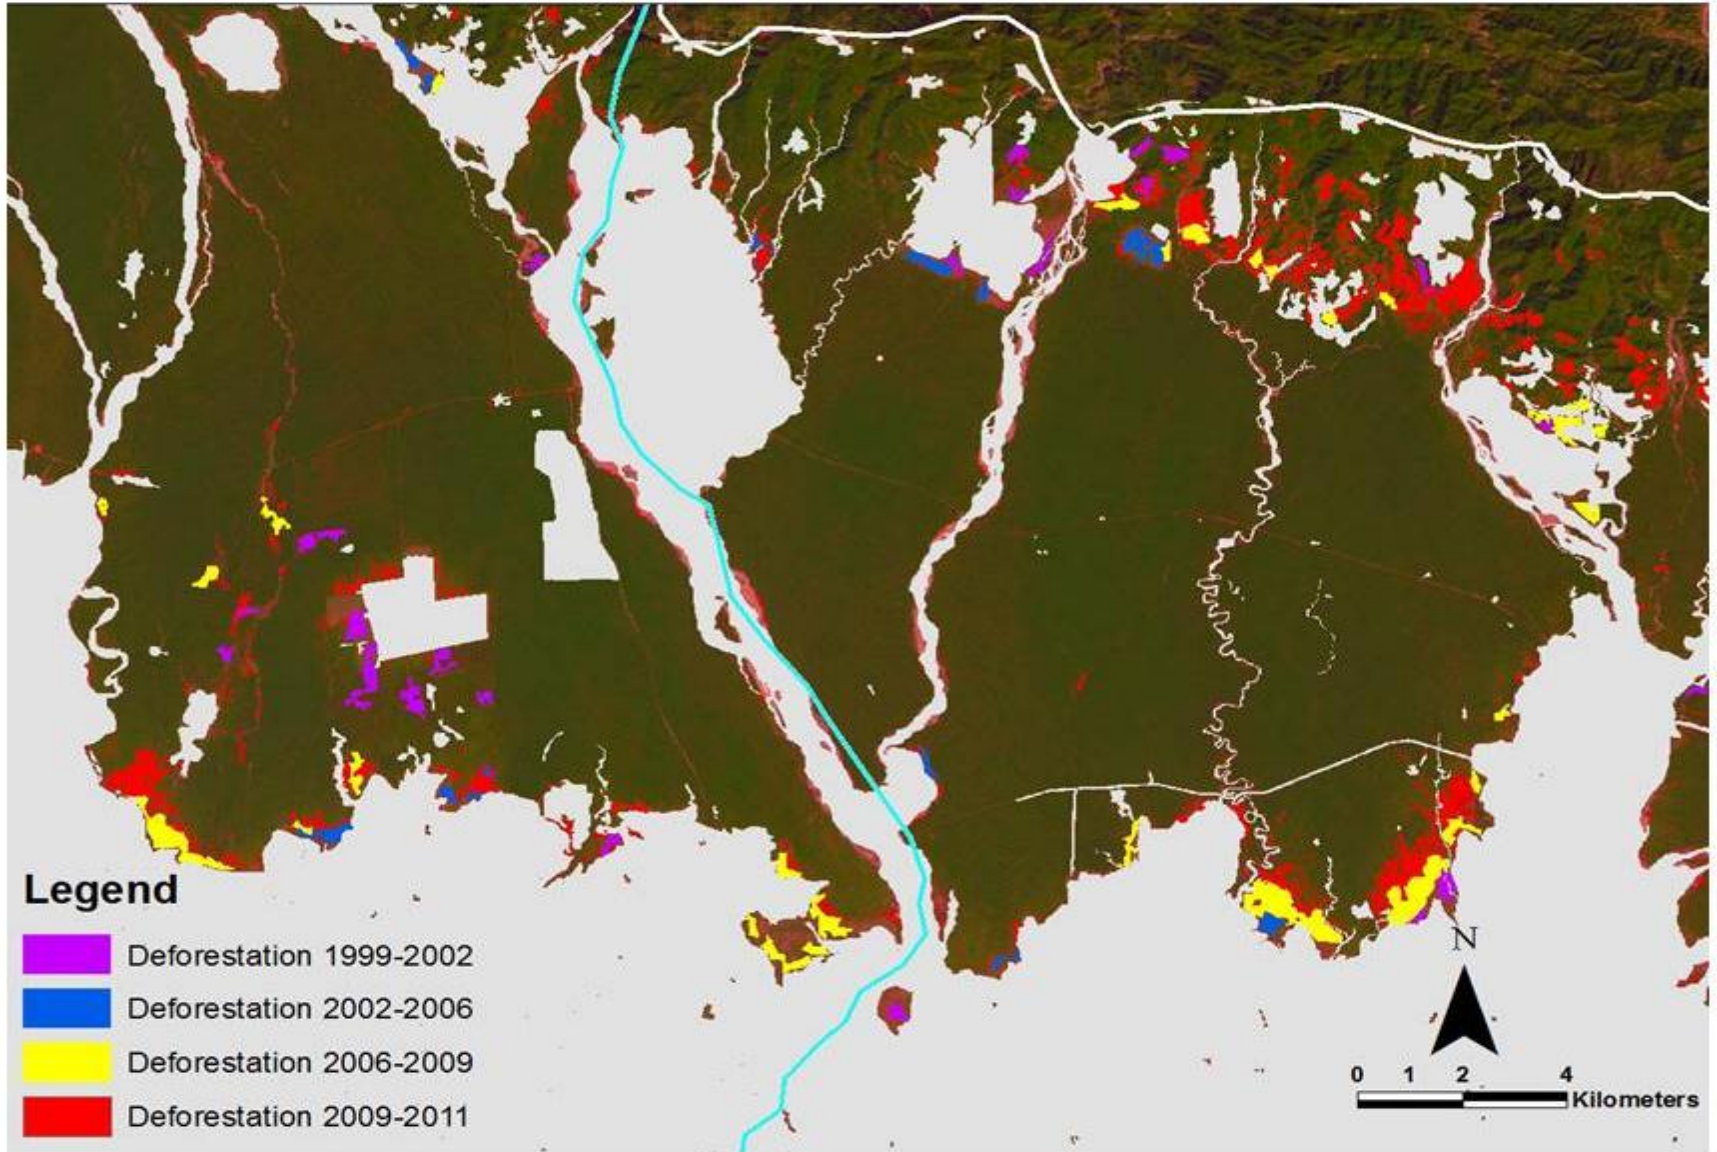 Legend
Deforestation 1999-2002
Deforestation 2002-2006
Deforestation 2006-2009
Deforestation 2009-2011
N
0 1 2 4
Kilometers